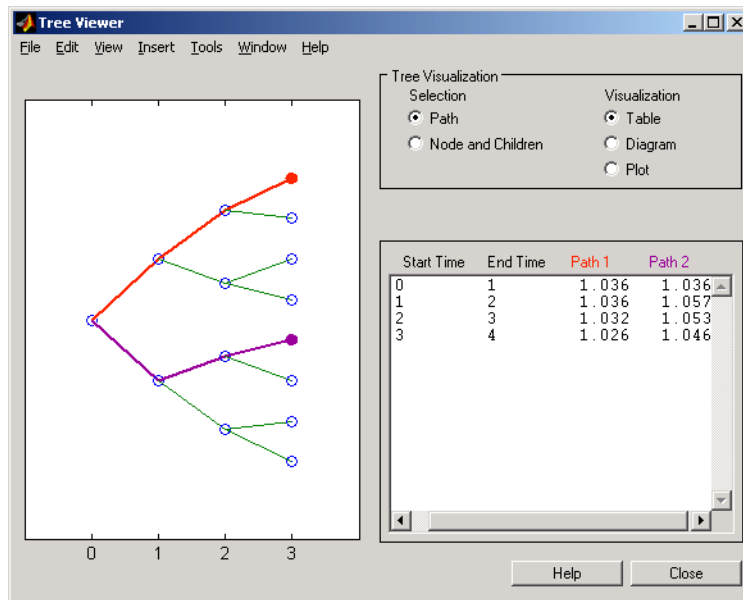 Tree Viewer
File Edit View Insert Tools Window Help
Tree Visualization
Selection Visualization
Path Table
Node and Children Diagram
Plot
Start Time End Time Path 1 Path 2
0 1 1.036 1.036
1 2 1.036 1.057
2 3 1.032 1.053
3 4 1.026 1.046
0 1 2 3
Help Close